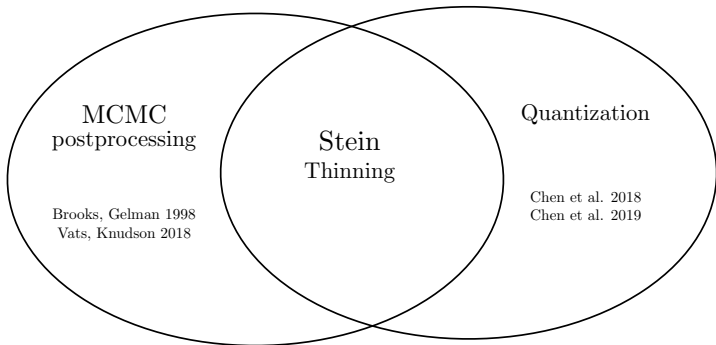 MCMC
postprocessing
Brooks, Gelman 1998
Vats, Knudson 2018
Stein
Thinning
Quantization
Chen et al. 2018
Chen et al. 2019